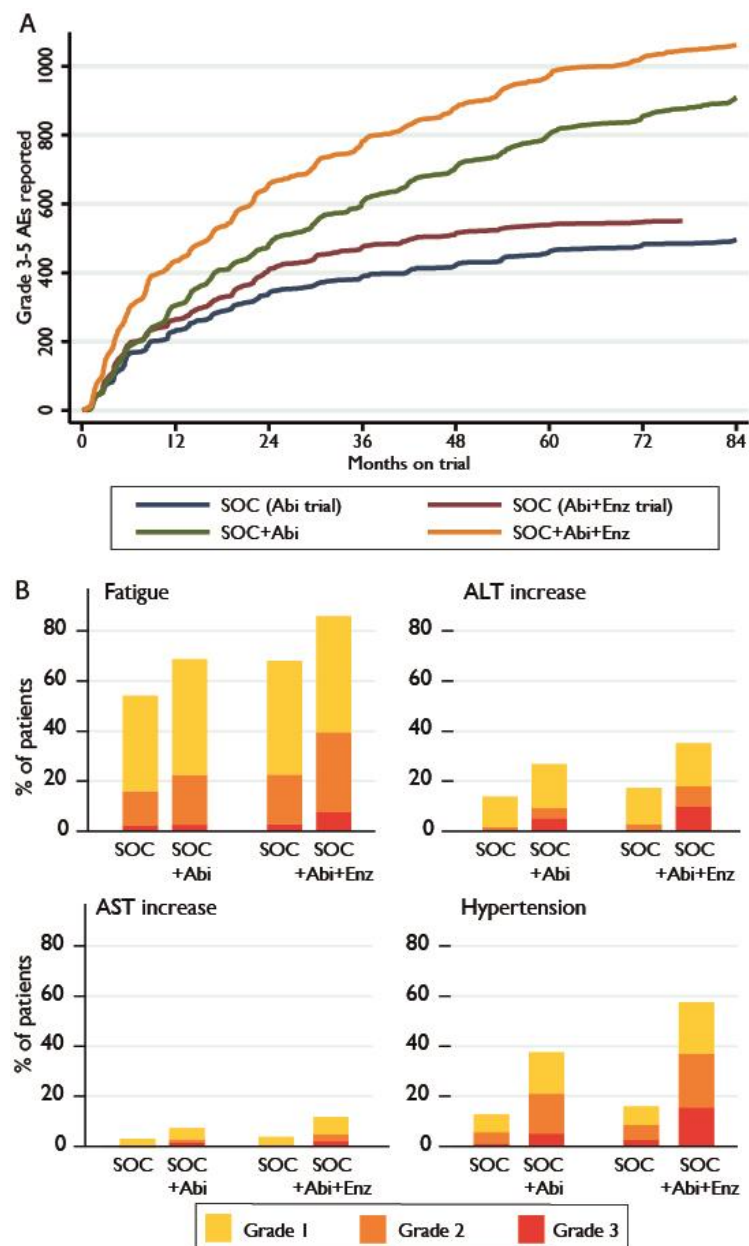 A
Grade 3-5 AEs reported
1000
800
600
400
200
0
0 12 24 36 48 60 72 84
Months on trial
SOC (Abi trial) SOC (Abi+Enz trial)
SOC+Abi SOC+Abi+Enz
B
Fatigue ALT increase
% of patients
80 80
60 60
40 40
20 20
0 0
SOC SOC SOC SOC SOC SOC SOC SOC
+Abi +Abi+Enz +Abi +Abi+Enz
AST increase Hypertension
% of patients
80 80
60 60
40 40
20 20
0 0
SOC SOC SOC SOC SOC SOC SOC SOC
+Abi +Abi+Enz +Abi +Abi+Enz
Grade 1 Grade 2 Grade 3